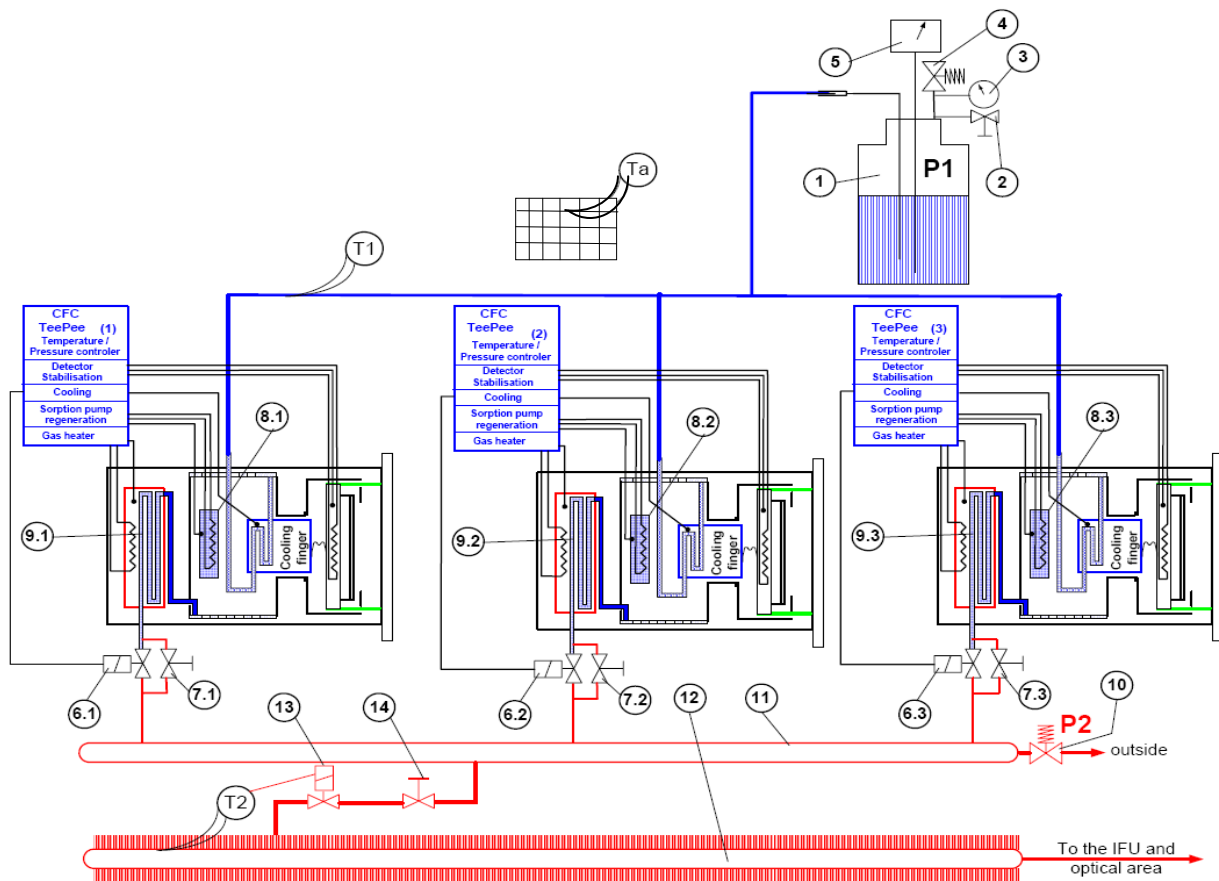 4
5
3
Ta
1
P1
2
T1
CFC
TeePee (1)
Temperature /
Pressure controler
Detector
Stabilisation
Cooling
Sorption pump
regeneration
Gas heater
CFC
TeePee (2)
Temperature /
Pressure controler
Detector
Stabilisation
Cooling
Sorption pump
regeneration
Gas heater
CFC
TeePee (3)
Temperature /
Pressure controler
Detector
Stabilisation
Cooling
Sorption pump
regeneration
Gas heater
8.1
8.2
8.3
9.1
Cooling
finger
9.2
Cooling
finger
9.3
Cooling
finger
6.1
7.1
6.2
7.2
6.3
7.3
13
14
12
11
10
P2
outside
T2
To the IFU and
optical area